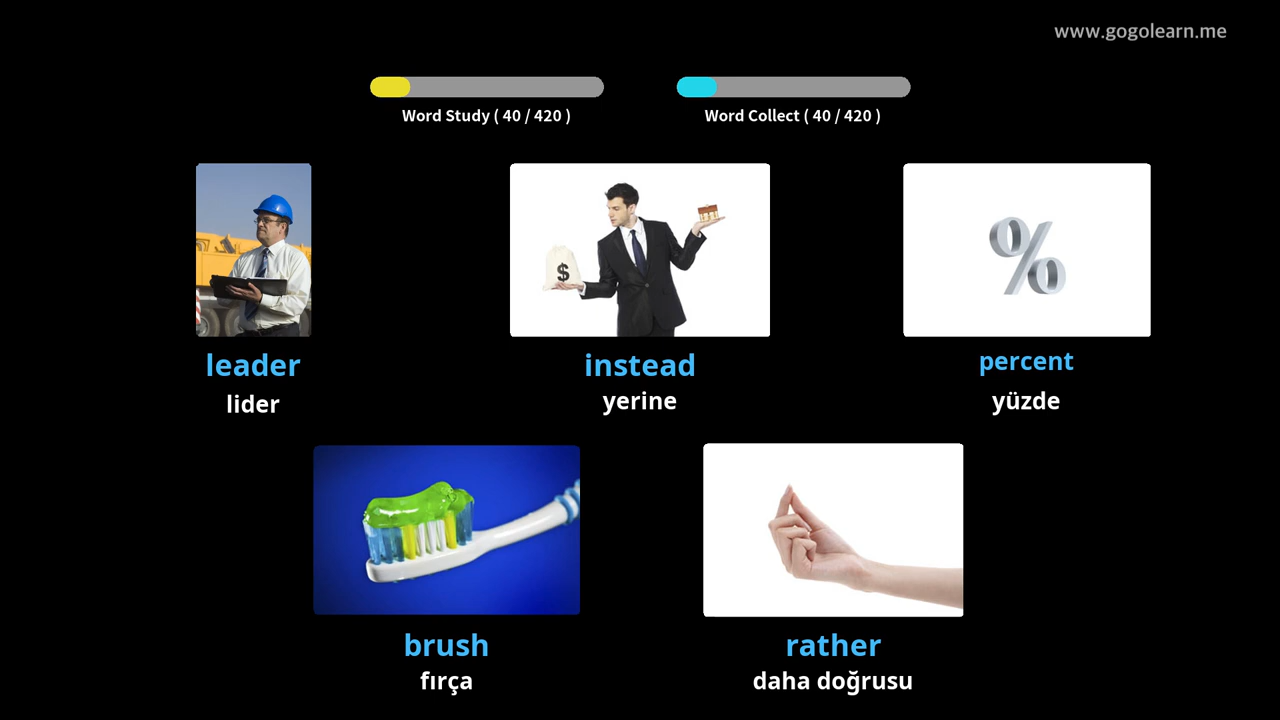 www.gogolearn.me
Word Study ( 40 / 420 )
Word Collect ( 40 / 420 )
$
%
leader
lider
instead
yerine
percent
yüzde
brush
fırça
rather
daha doğrusu